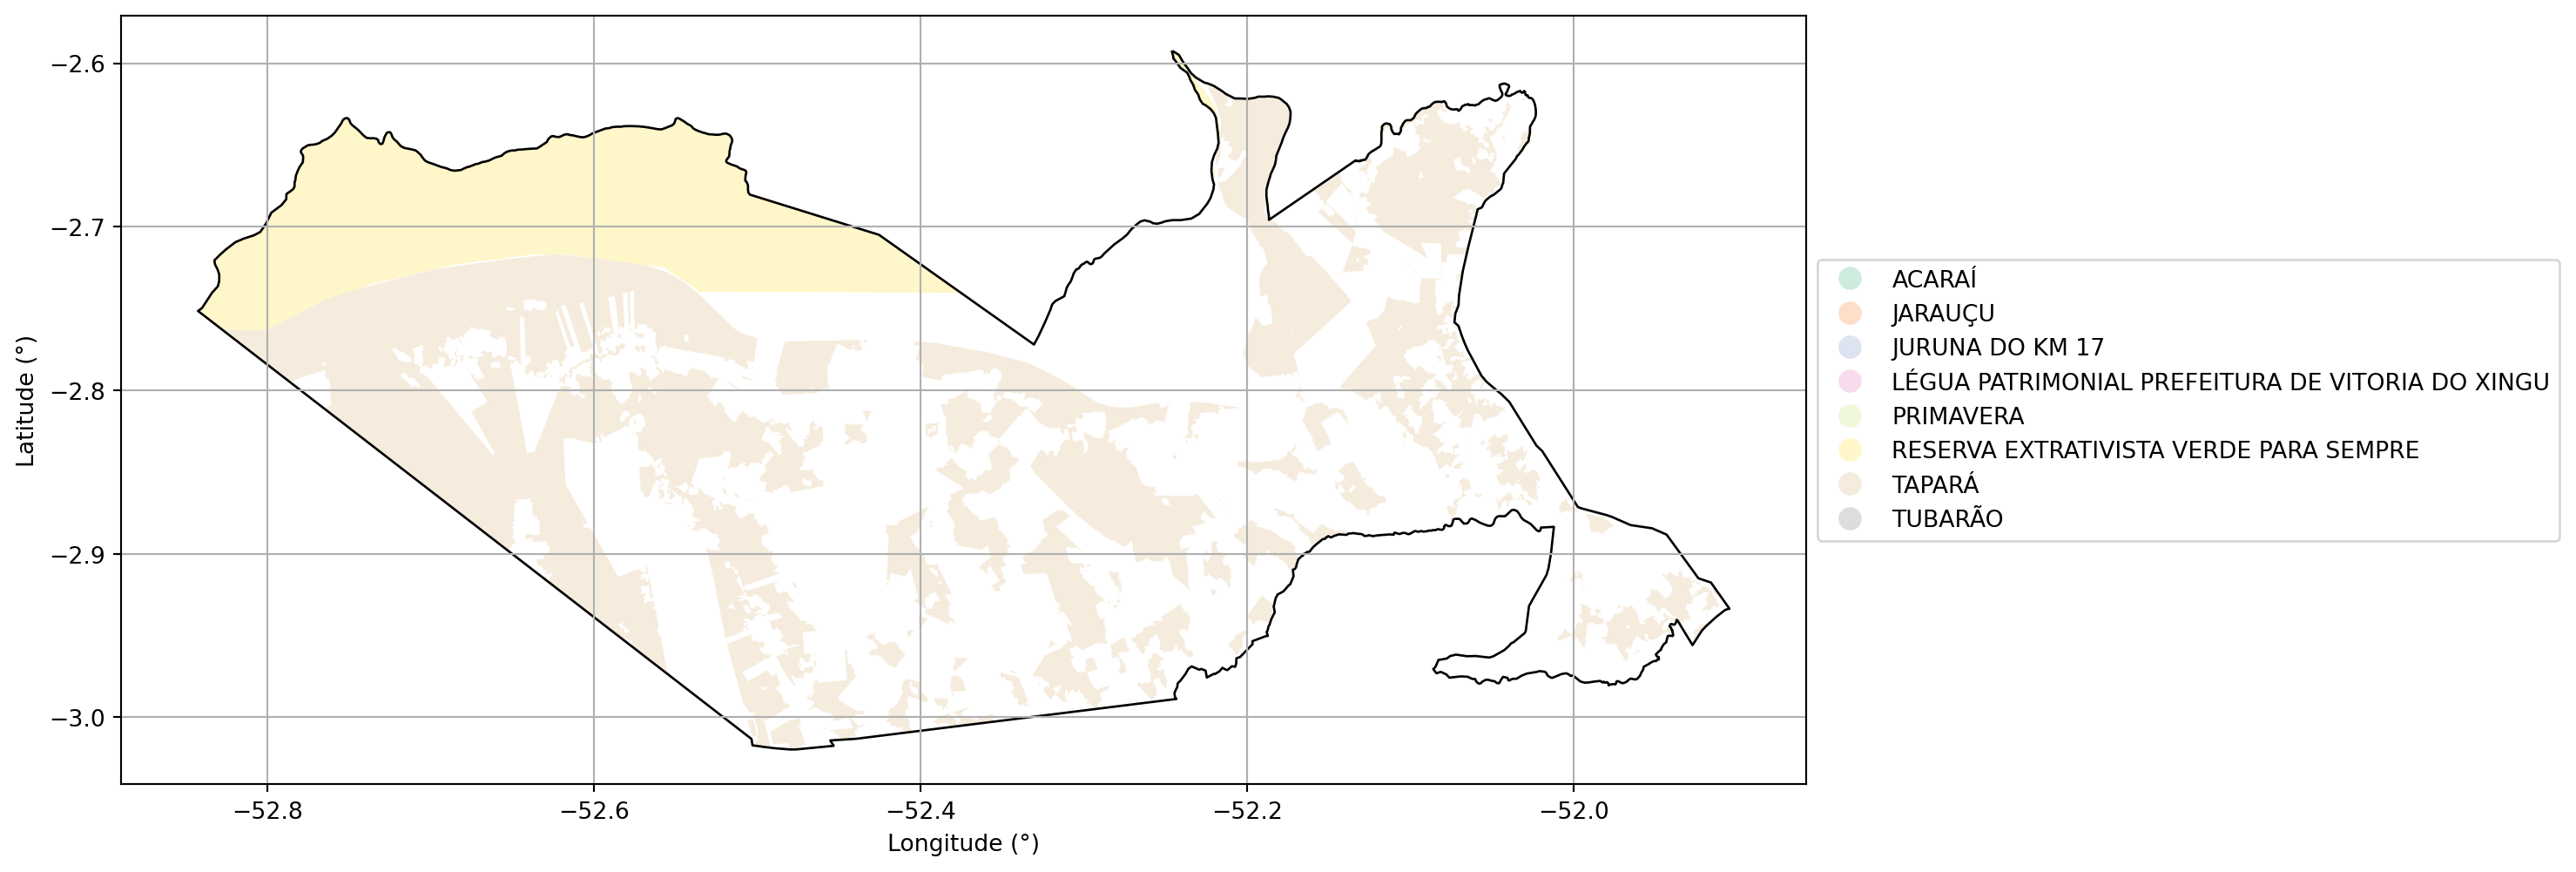 −2.6
−2.7
−2.8
−2.9
−3.0
Latitude (°)
−52.8
−52.6
−52.4
−52.2
−52.0
Longitude (°)
ACARAÍ
JARAUÇU
JURUNA DO KM 17
LÉGUA PATRIMONIAL PREFEITURA DE VITORIA DO XINGU
PRIMAVERA
RESERVA EXTRATIVISTA VERDE PARA SEMPRE
TAPARÁ
TUBARÃO